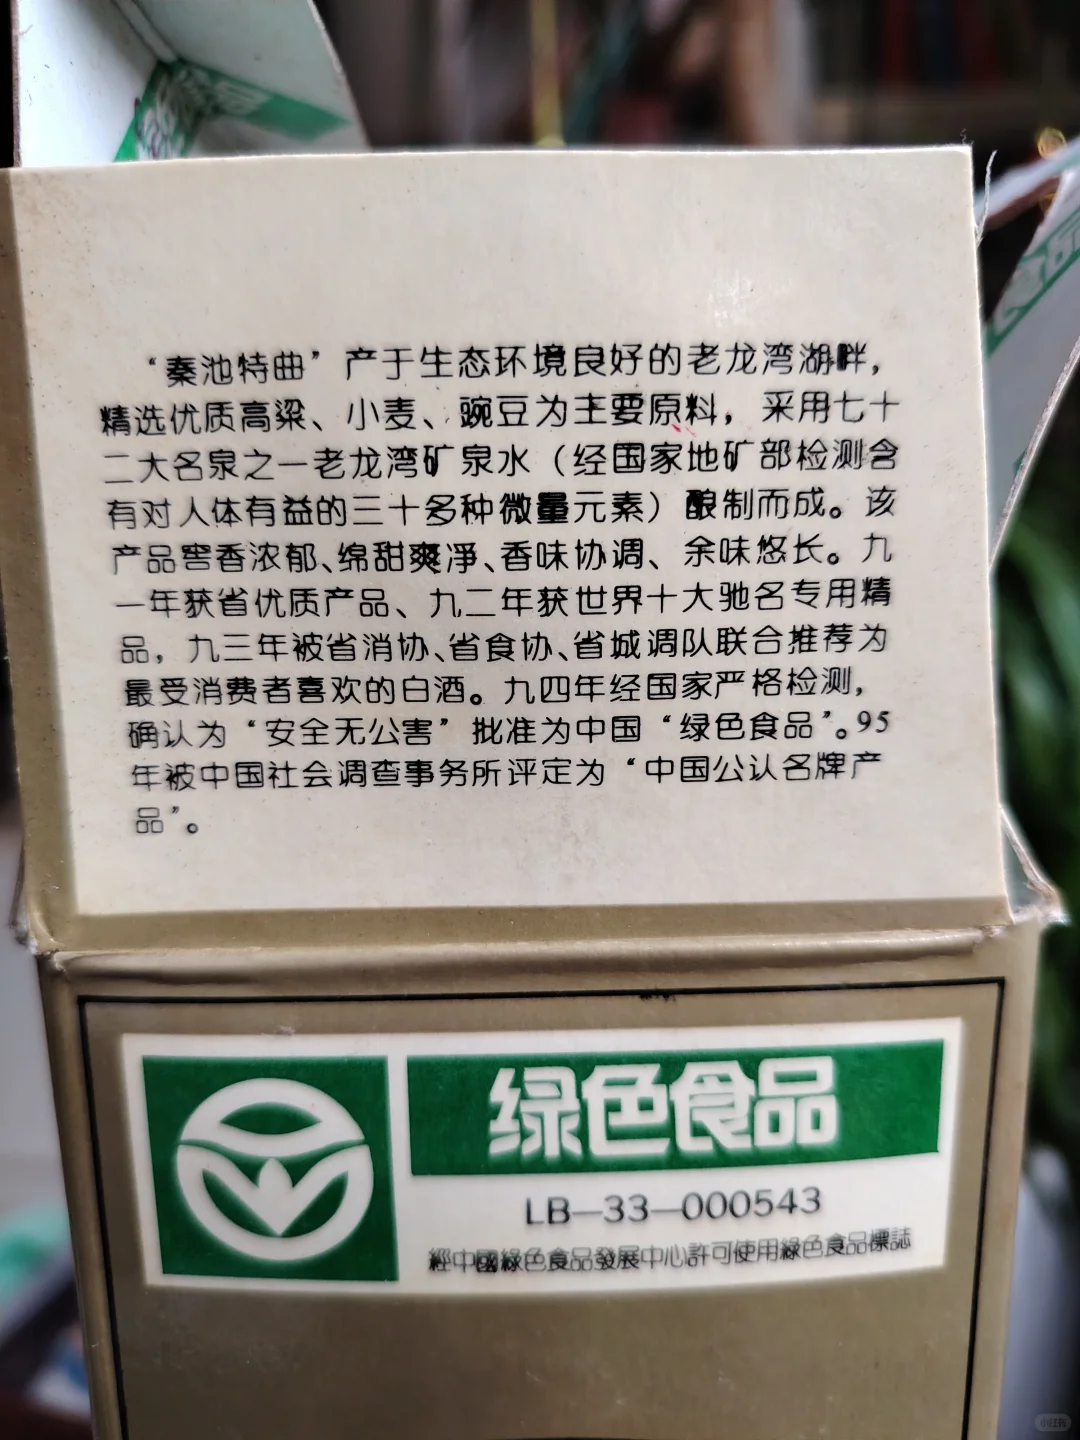 “秦池特曲”产于生态环境良好的老龙湾湖畔，
精选优质高粱、小麦、豌豆为主要原料，采用七十
二大名泉之一老龙湾矿泉水（经国家地矿部检测含
有对人体有益的三十多种微量元素）酿制而成。该
产品窖香浓郁、绵甜爽净、香味协调、余味悠长。九
一年获省优质产品、九二年获世界十大驰名专用精
品，九三年被省消协、省食协、省城调队联合推荐为
最受消费者喜欢的白酒。九四年经国家严格检测，
确认为“安全无公害”批准为中国“绿色食品”。95
年被中国社会调查事务所评定为“中国公认名牌产
品”。
绿色食品
LB—33—000543
經中國綠色食品發展中心許可使用綠色食品標誌
小红书